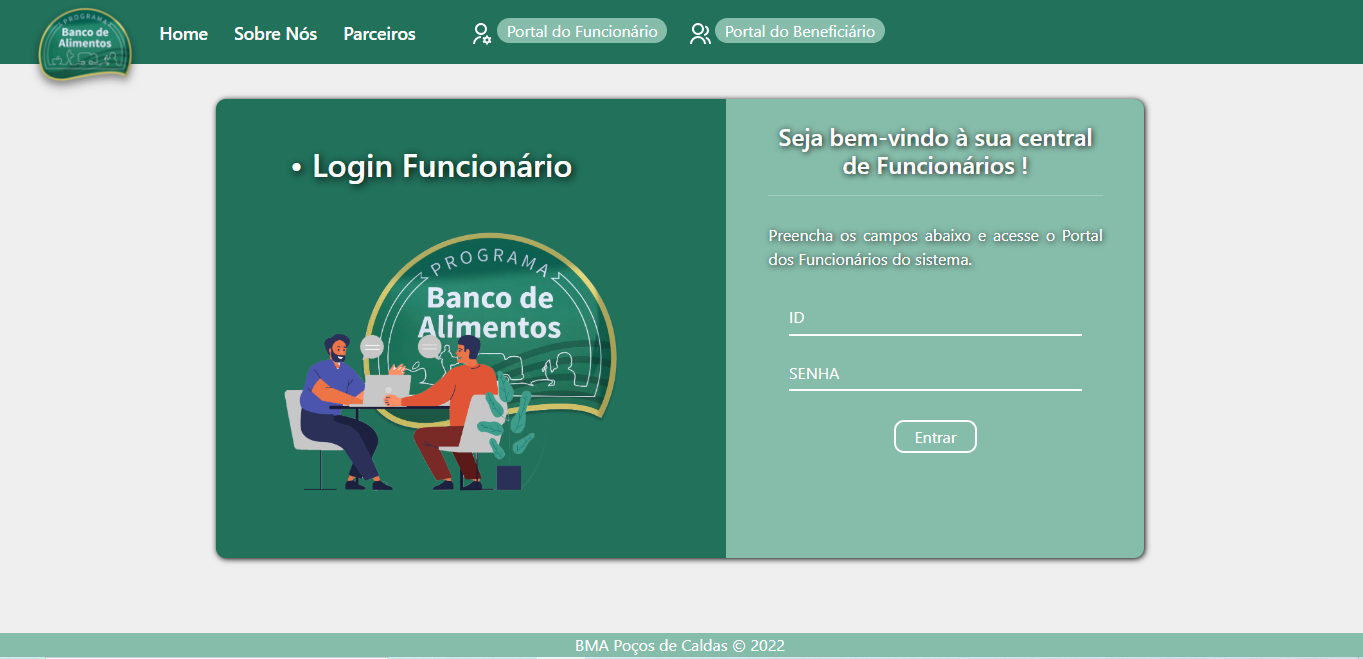 PROGRAMA
Banco de
Alimentos
Home
Sobre Nós
Parceiros
Portal do Funcionário
Portal do Beneficiário
• Login Funcionário
PROGRAMA
Banco de
Alimentos
Seja bem-vindo à sua central
de Funcionários !
Preencha os campos abaixo e acesse o Portal
dos Funcionários do sistema.
ID
SENHA
Entrar
BMA Poços de Caldas © 2022